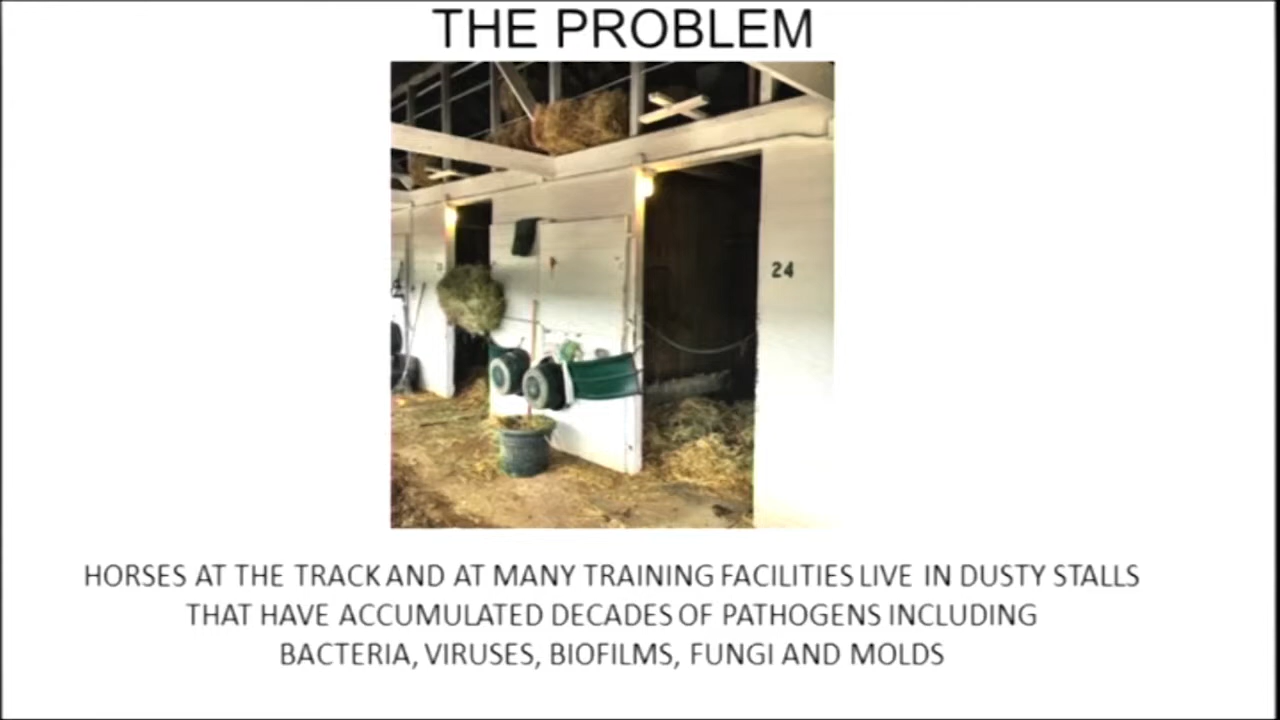 THE PROBLEM
24
HORSES AT THE TRACK AND AT MANY TRAINING FACILITIES LIVE IN DUSTY STALLS
THAT HAVE ACCUMULATED DECADES OF PATHOGENS INCLUDING
BACTERIA, VIRUSES, BIOFILMS, FUNGI AND MOLDS